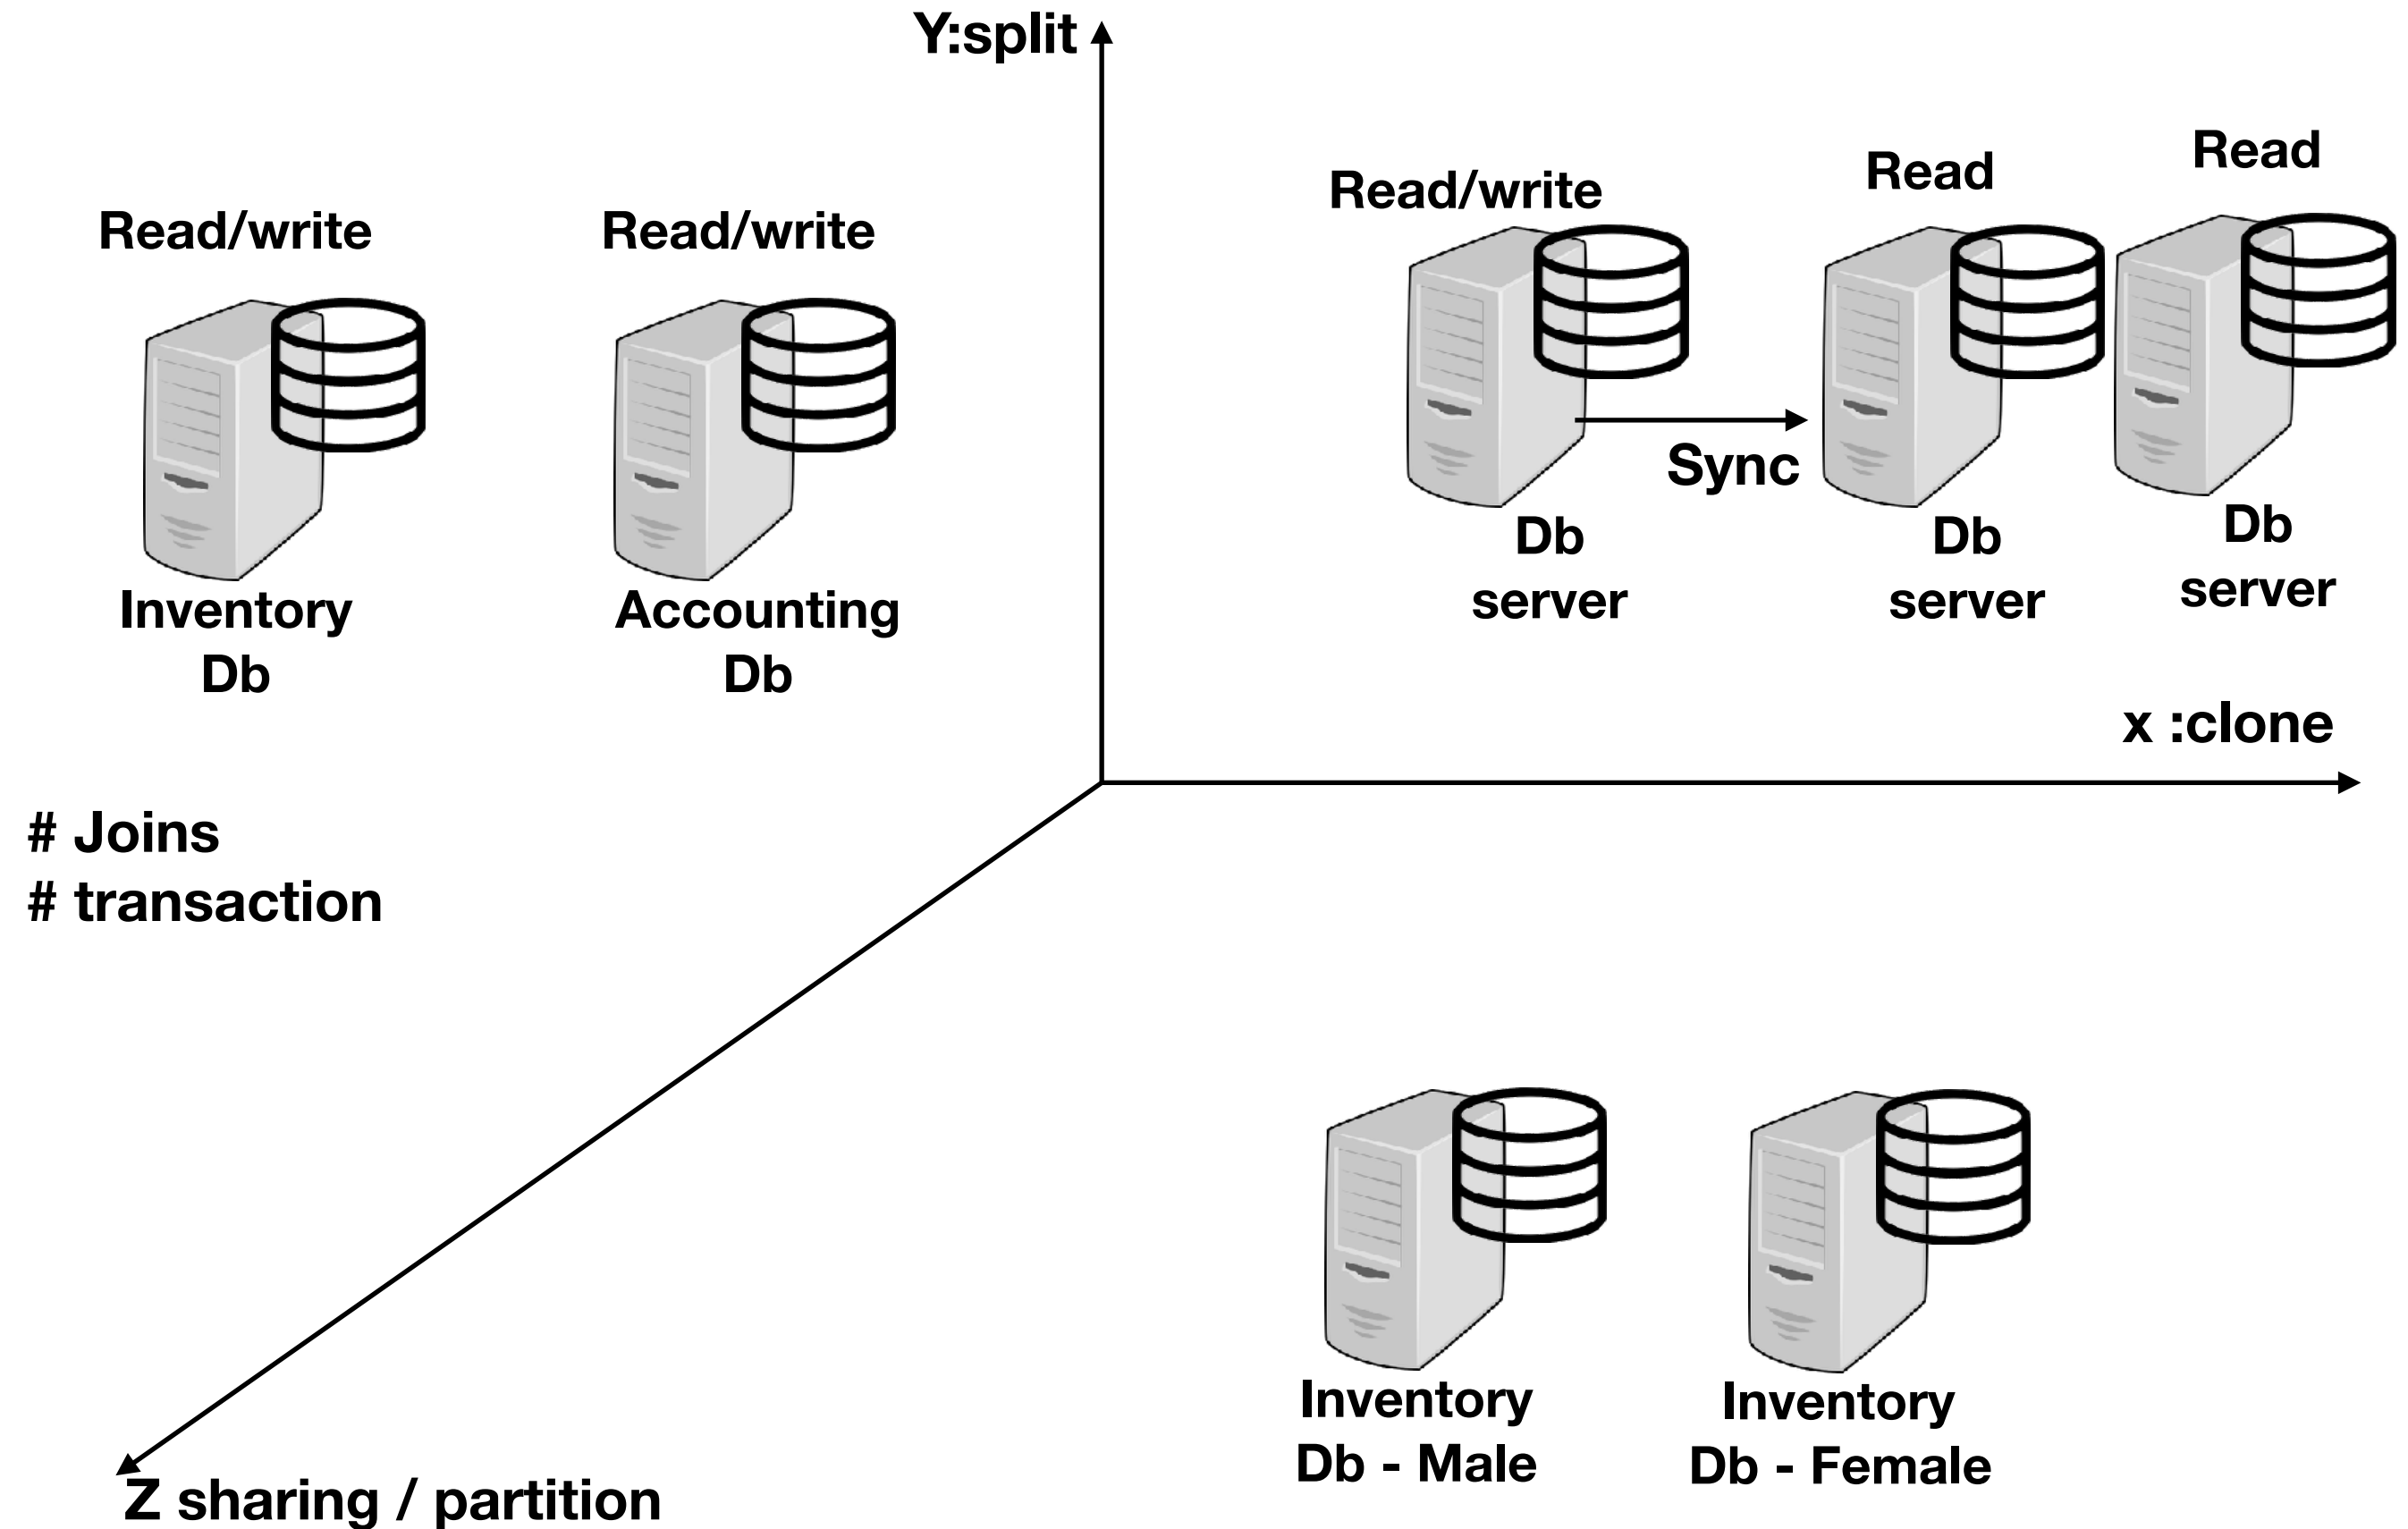 Y:split
Read/write
Read/write
Inventory
Db
Accounting
Db
Read/write
Read
Read
Sync
Db
server
Db
server
Db
server
x :clone
# Joins
# transaction
Inventory
Db - Male
Inventory
Db - Female
Z sharing / partition